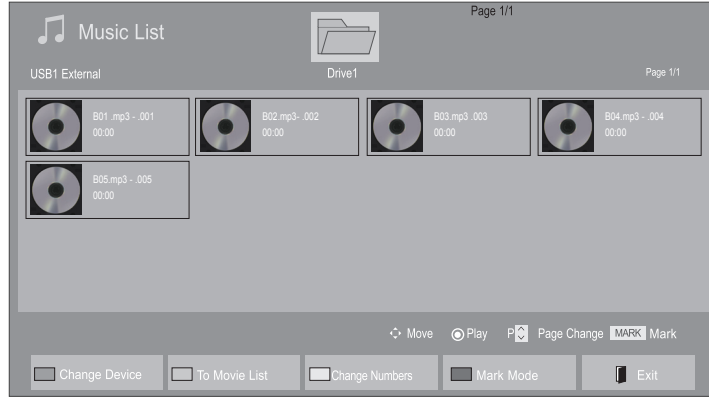 Page 1/1
Music List
USB1 External
Drive1
Page 1/1
B01 .mp3 - .001
00:00
B02.mp3- .002
00:00
B03.mp3 .003
00:00
B04.mp3 - .004
00:00
B05.mp3 - .005
00:00
Move Play P Page Change MARK Mark
Change Device To Movie List Change Numbers Mark Mode Exit